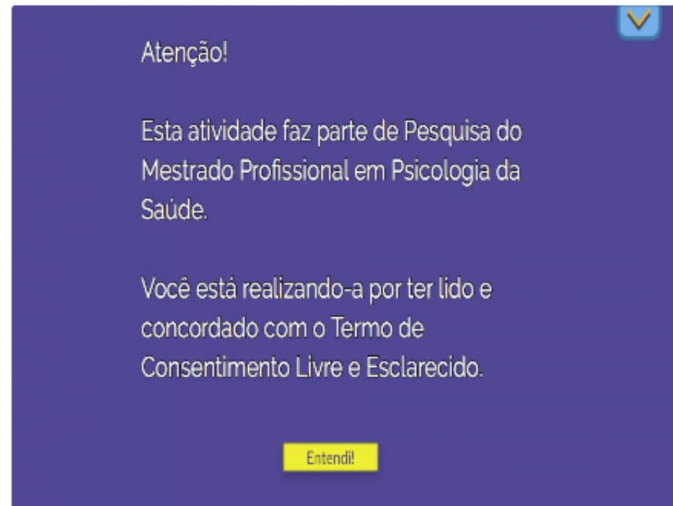 Atenção!
Esta atividade faz parte de Pesquisa do
Mestrado Profissional em Psicologia da
Saúde.
Você está realizando-a por ter lido e
concordado com o Termo de
Consentimento Livre e Esclarecido.
Entendi!